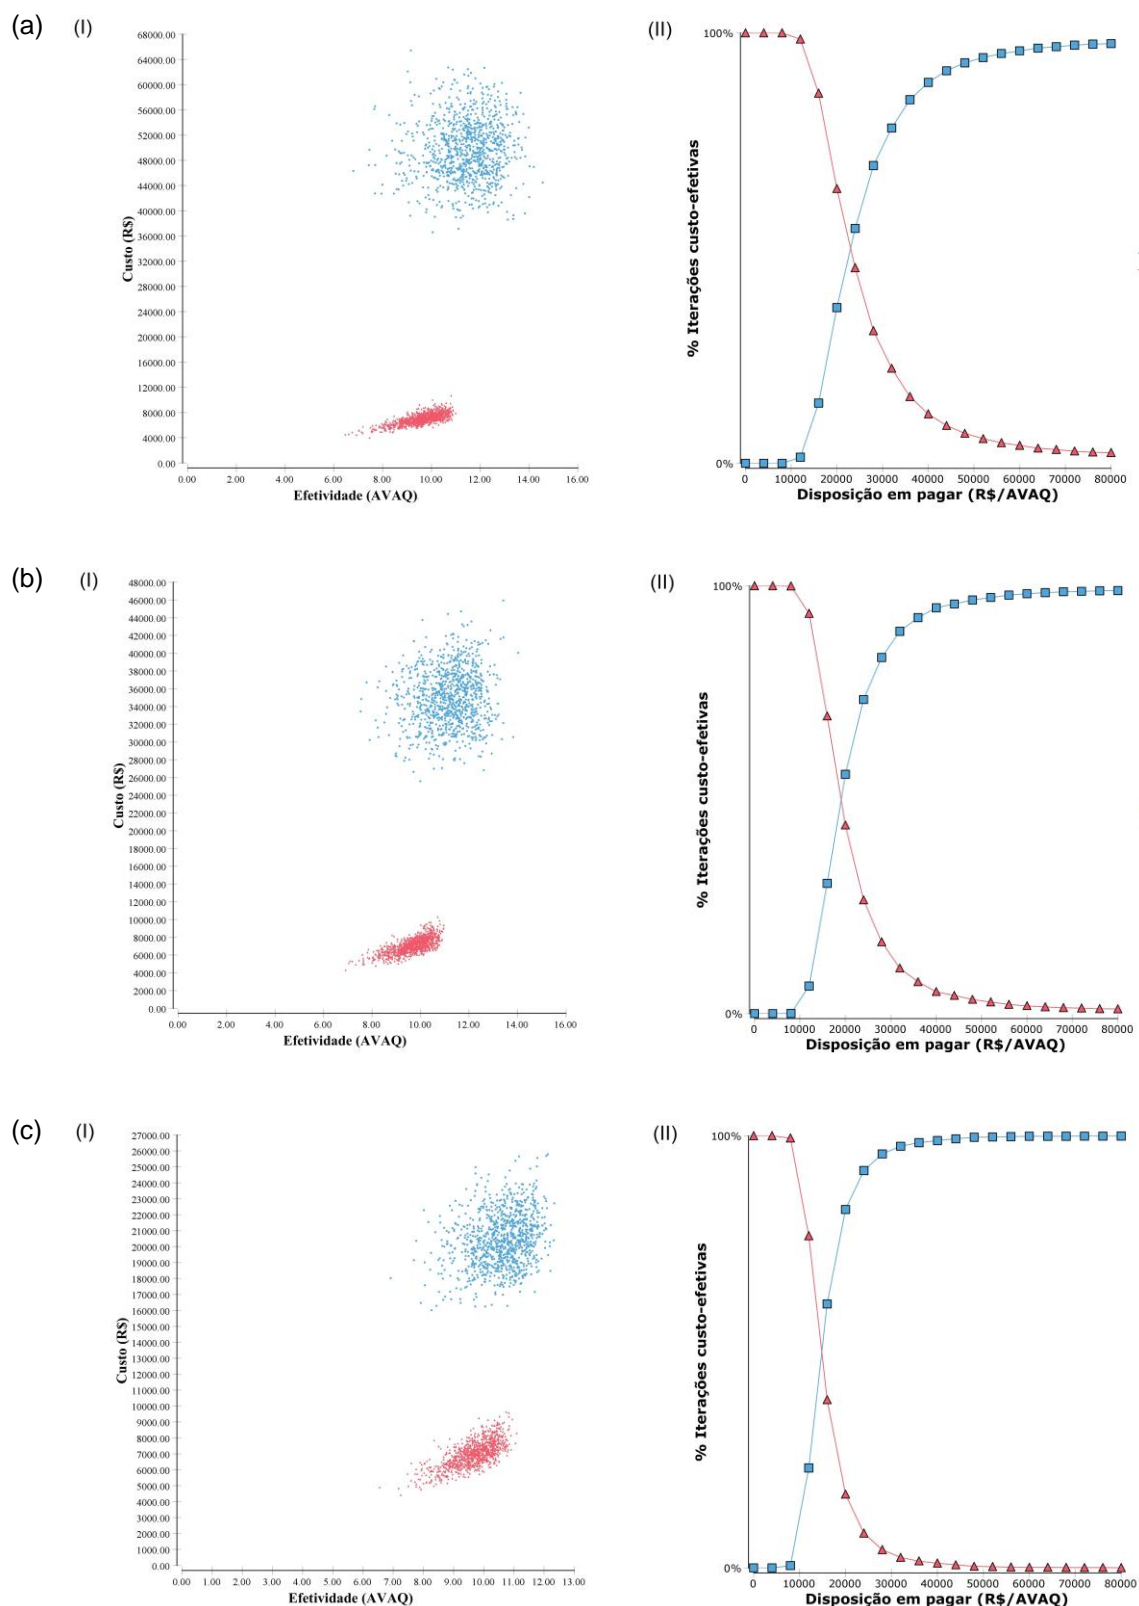 (a)
(I)
68000.00
64000.00
60000.00
56000.00
52000.00
48000.00
44000.00
40000.00
36000.00
32000.00
28000.00
24000.00
20000.00
16000.00
12000.00
8000.00
4000.00
0.00
Custo (R$)
0.00 2.00 4.00 6.00 8.00 10.00 12.00 14.00 16.00
Efetividade (AVAQ)
(II)
100%
0%
% Iterações custo-efetivas
0 10000 20000 30000 40000 50000 60000 70000 80000
Disposição em pagar (R$/AVAQ)
(b)
(I)
48000.00
46000.00
44000.00
42000.00
40000.00
38000.00
36000.00
34000.00
32000.00
30000.00
28000.00
26000.00
24000.00
22000.00
20000.00
18000.00
16000.00
14000.00
12000.00
10000.00
8000.00
6000.00
4000.00
2000.00
0.00
Custo (R$)
0.00 2.00 4.00 6.00 8.00 10.00 12.00 14.00 16.00
Efetividade (AVAQ)
(II)
100%
0%
% Iterações custo-efetivas
0 10000 20000 30000 40000 50000 60000 70000 80000
Disposição em pagar (R$/AVAQ)
(c)
(I)
27000.00
26000.00
25000.00
24000.00
23000.00
22000.00
21000.00
20000.00
19000.00
18000.00
17000.00
16000.00
15000.00
14000.00
13000.00
12000.00
11000.00
10000.00
9000.00
8000.00
7000.00
6000.00
5000.00
4000.00
3000.00
2000.00
1000.00
0.00
Custo (R$)
0.00 1.00 2.00 3.00 4.00 5.00 6.00 7.00 8.00 9.00 10.00 11.00 12.00 13.00
Efetividade (AVAQ)
(II)
100%
0%
% Iterações custo-efetivas
0 10000 20000 30000 40000 50000 60000 70000 80000
Disposição em pagar (R$/AVAQ)